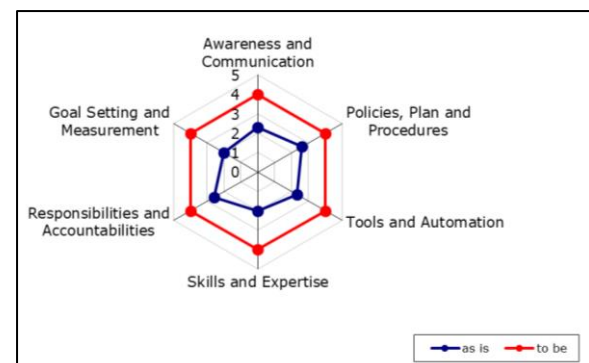 Awareness and
Communication
5
4
3
2
1
0
Policies, Plan and
Procedures
Tools and Automation
Skills and Expertise
Responsibilities and
Accountabilities
Goal Setting and
Measurement
as is
to be